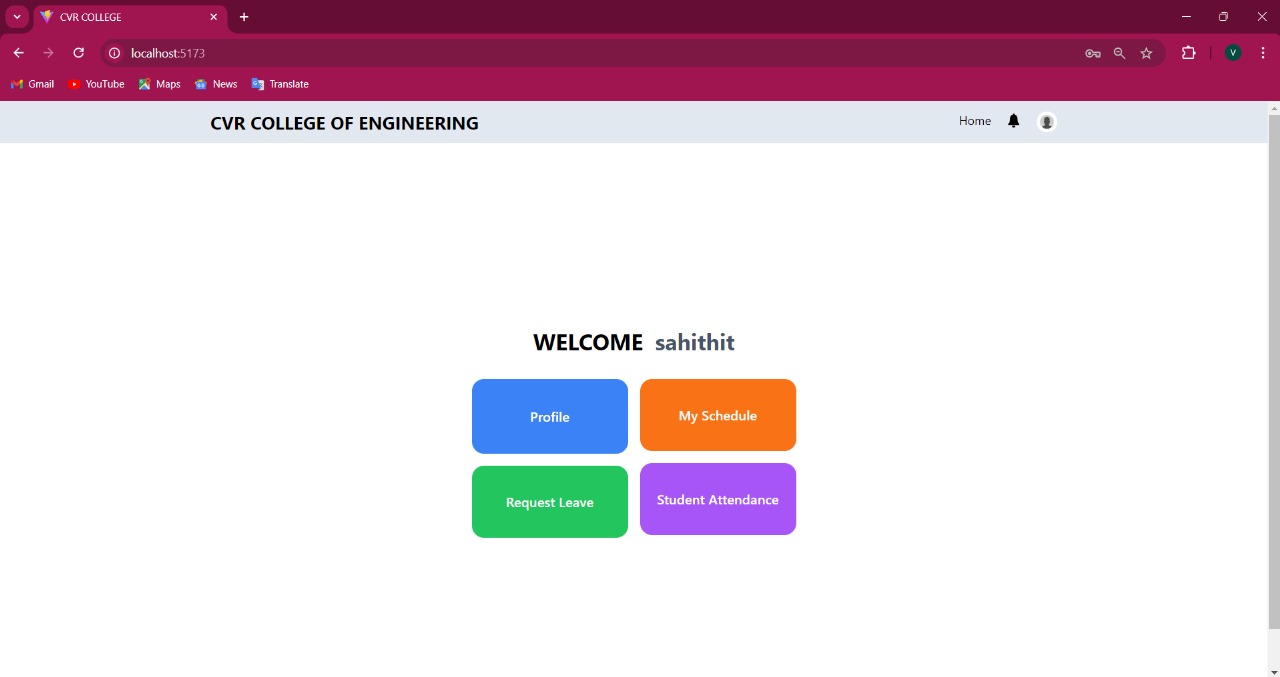 CVR COLLEGE
localhost:5173
V
Gmail YouTube Maps News Translate
CVR COLLEGE OF ENGINEERING Home
WELCOME sahithit
Profile My Schedule
Request Leave Student Attendance